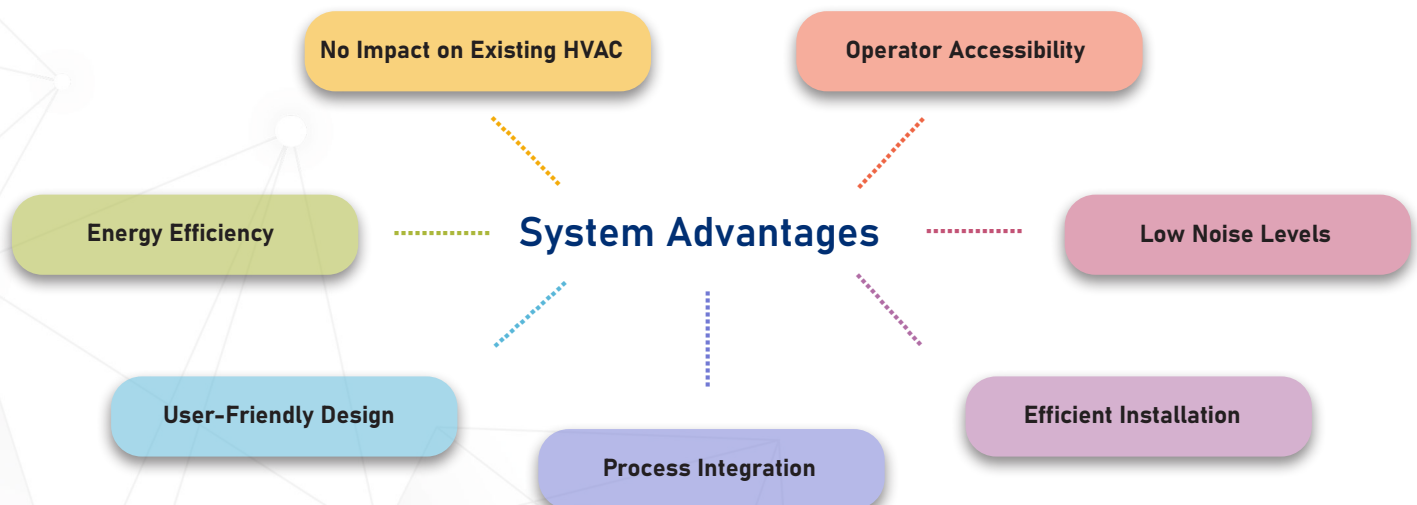 No Impact on Existing HVAC
Operator Accessibility
Energy Efficiency
System Advantages
Low Noise Levels
User-Friendly Design
Efficient Installation
Process Integration